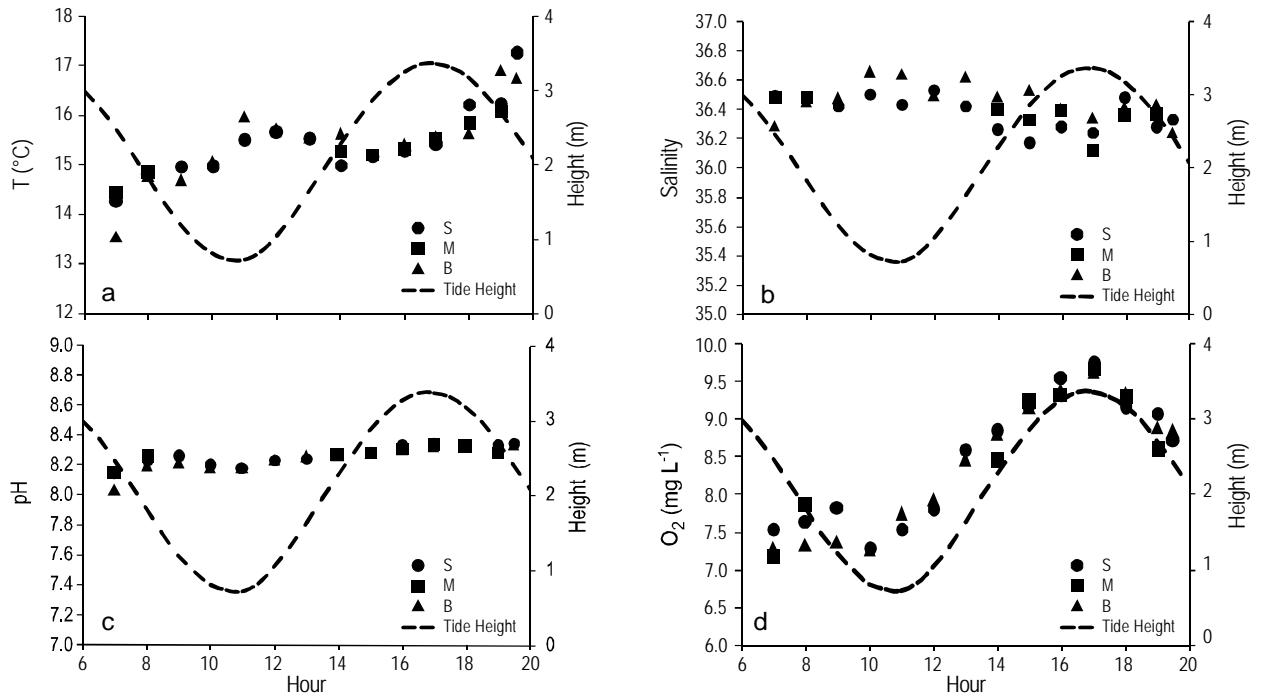 18
17
16
15
14
13
12
T (°C)
4
3
2
1
0
Height (m)
S
M
B
Tide Height
a
37.0
36.8
36.6
36.4
36.2
36.0
35.8
35.6
35.4
35.2
35.0
Salinity
4
3
2
1
0
Height (m)
S
M
B
Tide Height
b
9.0
8.8
8.6
8.4
8.2
8.0
7.8
7.6
7.4
7.2
7.0
pH
4
3
2
1
0
Height (m)
S
M
B
Tide Height
c
6 8 10 12 14 16 18 20
Hour
10.0
9.5
9.0
8.5
8.0
7.5
7.0
6.5
6.0
O2 (mg L-1)
4
3
2
1
0
Height (m)
S
M
B
Tide Height
d
6 8 10 12 14 16 18 20
Hour